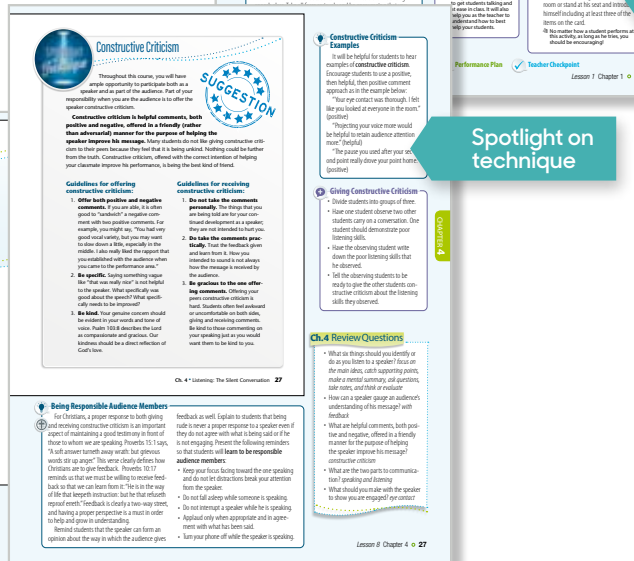 to get students talking and
at ease in class. It will also
help you as the teacher to
understand how to best
help your students.
room or stand at his seat and introduce
himself including at least three of the
items on the card.
No matter how a student performs at
this activity, as long as he tries, you
should be encouraging!
Performance Plan
Teacher Checkpoint
Lesson 1 Chapter 1
Constructive Criticism
Throughout this course, you will have
ample opportunity to participate both as a
speaker and as part of the audience. Part of your
responsibility when you are in the audience is to offer the
speaker constructive criticism.
SUGGESTION
Constructive criticism is helpful comments, both
positive and negative, offered in a friendly (rather
than adversarial) manner for the purpose of helping the
speaker improve his message. Many students do not like giving constructive criti-
cism to their peers because they feel that it is being unkind. Nothing could be further
from the truth. Constructive criticism, offered with the correct intention of helping
your classmate improve his performance, is being the best kind of friend.
Guidelines for offering
constructive criticism:
1. Offer both positive and negative
comments. If you are able, it is often
good to "sandwich" a negative com-
ment with two positive comments. For
example, you might say, "You had very
good vocal variety, but you may want
to slow down a little, especially in the
middle. I also really liked the rapport that
you established with the audience when
you came to the performance area."
2. Be specific. Saying something vague
like "that was really nice" is not helpful
to the speaker. What specifically was
good about the speech? What specifi-
cally needs to be improved?
3. Be kind. Your genuine concern should
be evident in your words and tone of
voice. Psalm 103:8 describes the Lord
as compassionate and gracious. Our
kindness should be a direct reflection of
God's love.
Guidelines for receiving
constructive criticism:
1. Do not take the comments
personally. The things that you
are being told are for your con-
tinued development as a speaker;
they are not intended to hurt you.
2. Do take the comments prac-
tically. Trust the feedback given
and learn from it. How you
intended to sound is not always
how the message is received by
the audience.
3. Be gracious to the one offer-
ing comments. Offering your
peers constructive criticism is
hard. Students often feel awkward
or uncomfortable on both sides,
giving and receiving comments.
Be kind to those commenting on
your speaking just as you would
want them to be kind to you.
Ch. 4 * Listening: The Silent Conversation 27
Constructive Criticism
Examples
It will be helpful for students to hear
examples of constructive criticism.
Encourage students to use a positive,
then helpful, then positive comment
approach as in the example below:
"Your eye contact was thorough. I felt
like you looked at everyone in the room."
(positive)
"Projecting your voice more would
be helpful to retain audience attention
more." (helpful)
"The pause you used after your sec-
ond point really drove your point home."
(positive)
Spotlight on
technique
Giving Constructive Criticism
• Divide students into groups of three.
• Have one student observe two other
students carry on a conversation. One
student should demonstrate poor
listening skills.
• Have the observing student write
down the poor listening skills that
he observed.
• Tell the observing students to be
ready to give the other students con-
structive criticism about the listening
skills they observed.
CHAPTER 4
Ch.4 Review Questions
• What six things should you identify or
do as you listen to a speaker? focus on
the main ideas, catch supporting points,
make a mental summary, ask questions,
take notes, and think or evaluate
• How can a speaker gauge an audience's
understanding of his message? with
feedback
• What are helpful comments, both posi-
tive and negative, offered in a friendly
manner for the purpose of helping
the speaker improve his message?
constructive criticism
• What are the two parts to communica-
tion? speaking and listening
• What should you make with the speaker
to show you are engaged? eye contact
Being Responsible Audience Members
For Christians, a proper response to both giving
and receiving constructive criticism is an important
aspect of maintaining a good testimony in front of
those to whom we are speaking. Proverbs 15:1 says,
"A soft answer turneth away wrath: but grievous
words stir up anger." This verse clearly defines how
Christians are to give feedback. Proverbs 10:17
reminds us that we must be willing to receive feed-
back so that we can learn from it: "He is in the way
of life that keepeth instruction: but he that refuseth
reproof erreth." Feedback is clearly a two-way street,
and having a proper perspective is a must in order
to help and grow in understanding.
Remind students that the speaker can form an
opinion about the way in which the audience gives
feedback as well. Explain to students that being
rude is never a proper response to a speaker even if
they do not agree with what is being said or if he
is not engaging. Present the following reminders
so that students will learn to be responsible
audience members:
• Keep your focus facing toward the one speaking
and do not let distractions break your attention
from the speaker.
• Do not fall asleep while someone is speaking.
• Do not interrupt a speaker while he is speaking.
• Applaud only when appropriate and in agree-
ment with what has been said.
• Turn your phone off while the speaker is speaking.
Lesson 8 Chapter 4 27